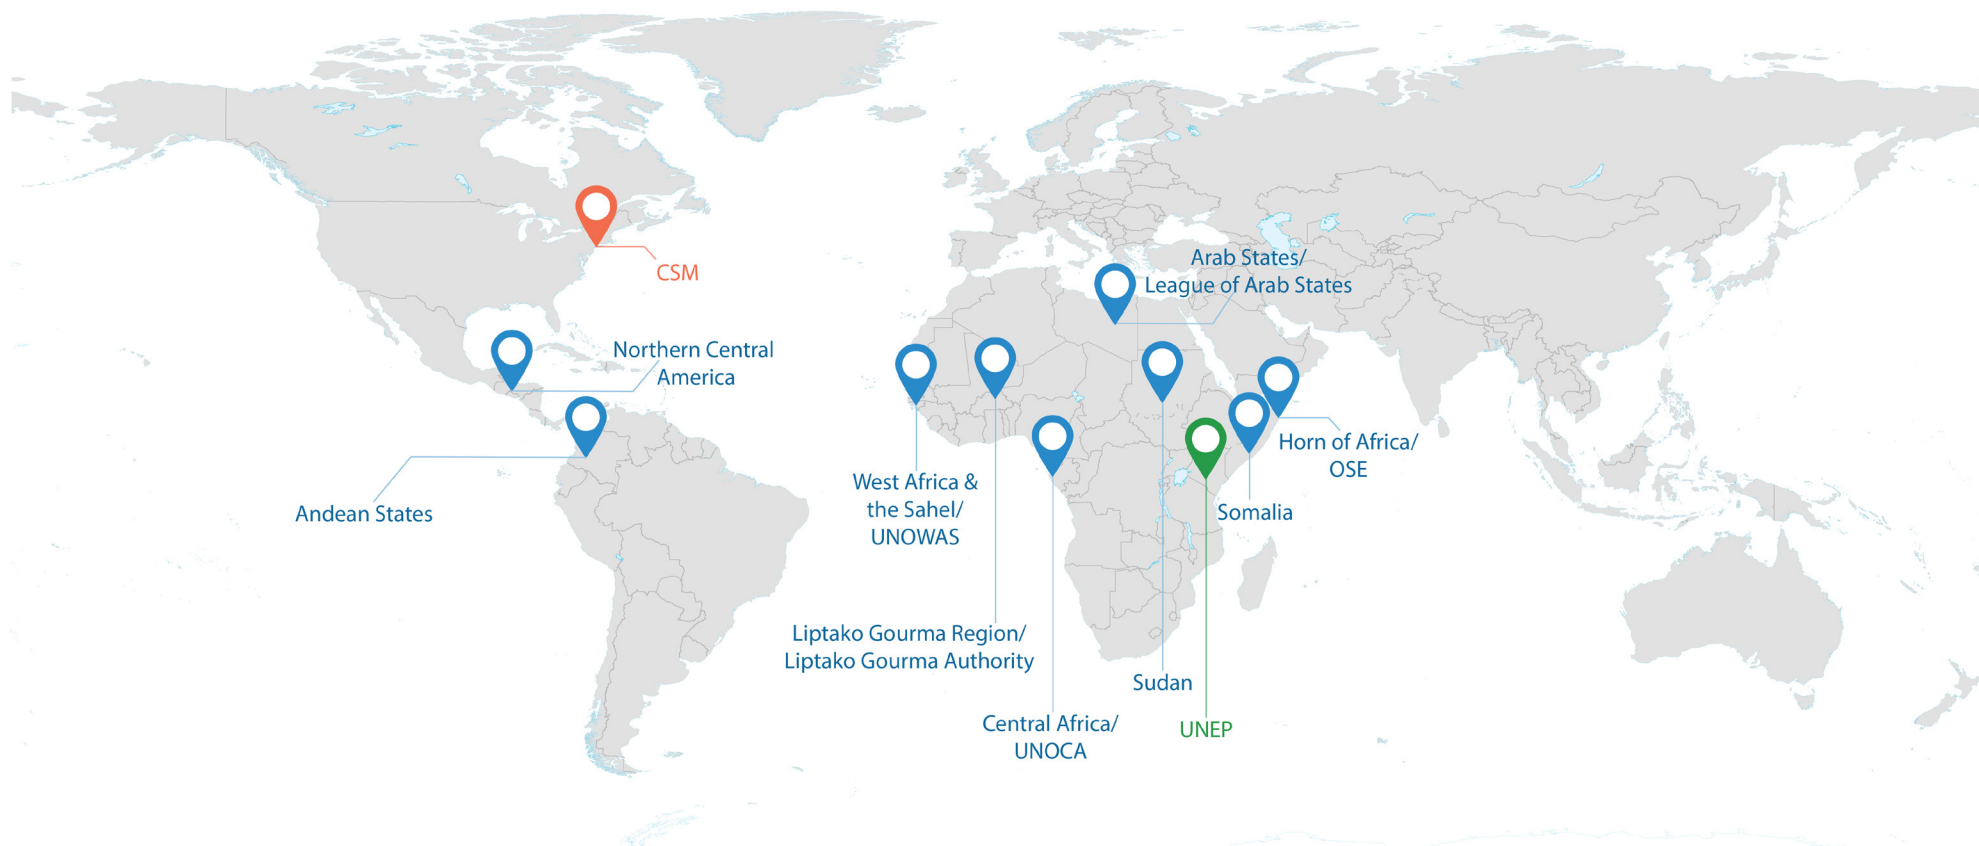 Arab States/
League of Arab States
CSM
Northern Central
America
Andean States
West Africa &
the Sahel/
UNOWAS
Horn of Africa/
OSE
Somalia
Liptako Gourma Region/
Liptako Gourma Authority
Sudan
Central Africa/
UNOCA
UNEP